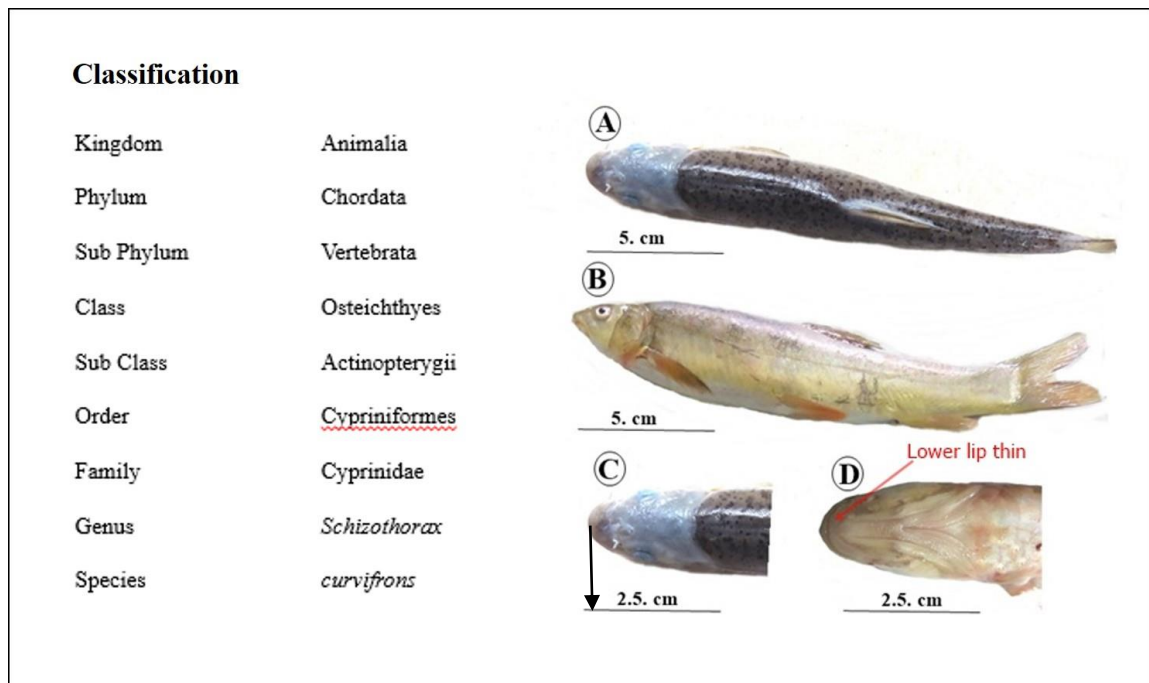 Classification
Kingdom Animalia
Phylum Chordata
Sub Phylum Vertebrata
Class Osteichthyes
Sub Class Actinopterygii
Order Cypriniformes
Family Cyprinidae
Genus Schizothorax
Species curvifrons
A
5. cm
B
5. cm
Lower lip thin
C
D
2.5. cm
2.5. cm